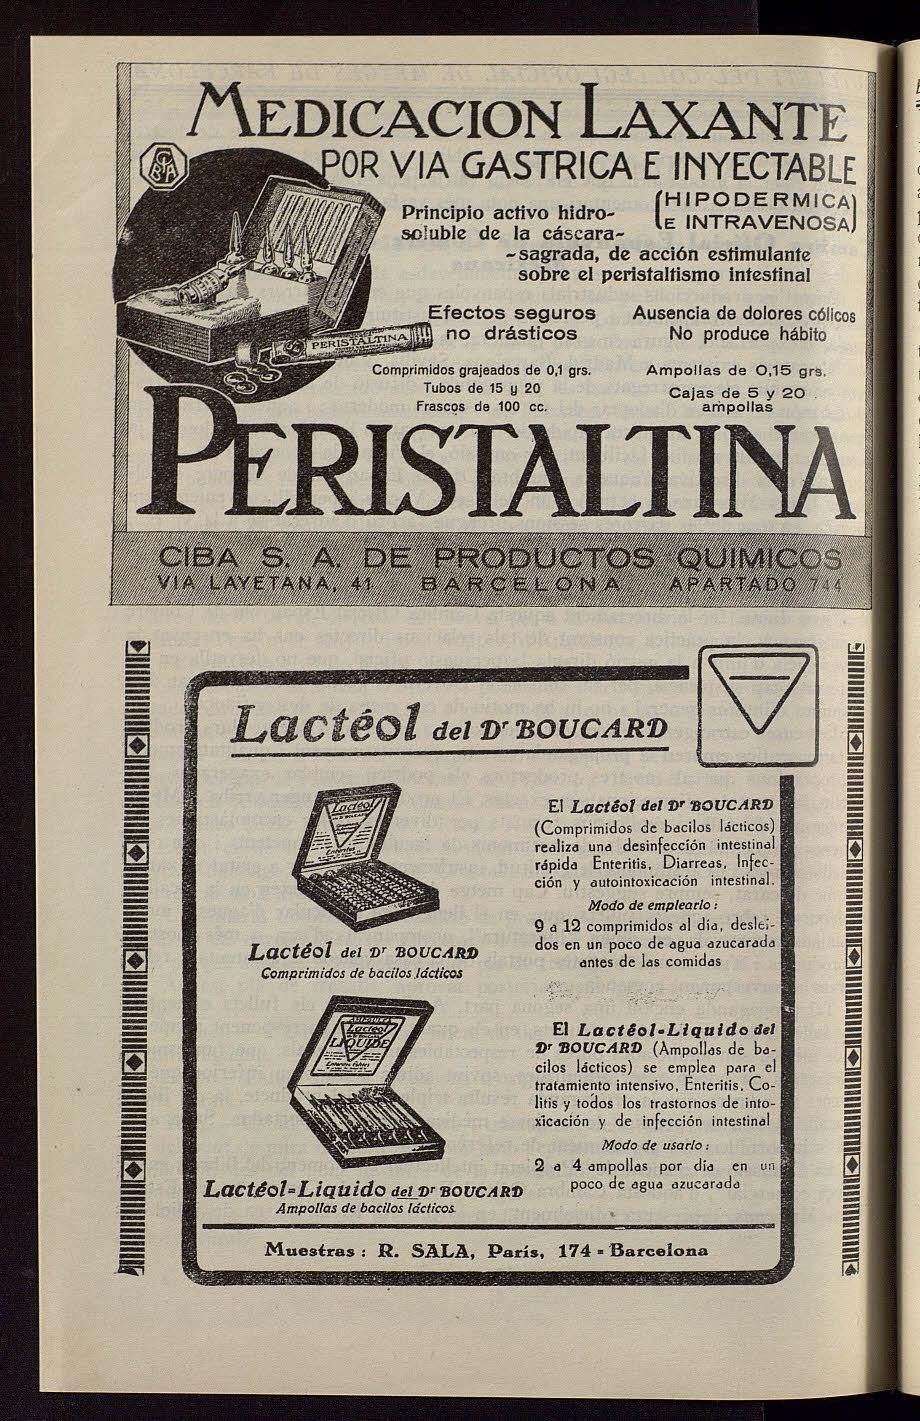 MEDICACION LAXANTE
POR VIA GASTRICA E INYECTABLE
(HIPODERMICA
E INTRAVENOSA)
CIBA
Principio activo hidro-
soluble de la cáscara-
-sagrada, de acción estimulante
sobre el peristaltismo intestinal
Efectos seguros
no drásticos
Ausencia de dolores cólicos
No produce hábito
PERISTALTINA
Comprimidos grajeados de 0,1 grs.
Tubos de 15 y 20
Frascos de 100 cc.
Ampollas de 0,15 grs.
Cajas de 5 y 20
ampollas
PERISTALTINA
CIBA S. A. DE PRODUCTOS QUIMICOS
VIA LAYETANA, 41 BARCELONA APARTADO 744
Lactéol del Dr BOUCARD
Lactéol
Lactéol del Dr BOUCARD
Comprimidos de bacilos lácticos
El Lactéol del Dr BOUCARD
(Comprimidos de bacilos lácticos)
realiza una desinfección intestinal
rápida Enteritis, Diarreas, Infec-
ción y autointoxicación intestinal.
Modo de emplearlo :
9 a 12 comprimidos al día, deslei-
dos en un poco de agua azucarada
antes de las comidas
AMPOULES
Lactéol
LIQUIDE
Lactéol=Liquido del Dr BOUCARD
Ampollas de bacilos lácticos.
El Lactéol-Liquido del
Dr BOUCARD (Ampollas de ba-
cilos lácticos) se emplea para el
tratamiento intensivo, Enteritis, Co-
litis y todos los trastornos de into-
xicación y de infección intestinal
Modo de usarlo :
2 a 4 ampollas por día en un
poco de agua azucarada
Muestras : R. SALA, París, 174 = Barcelona